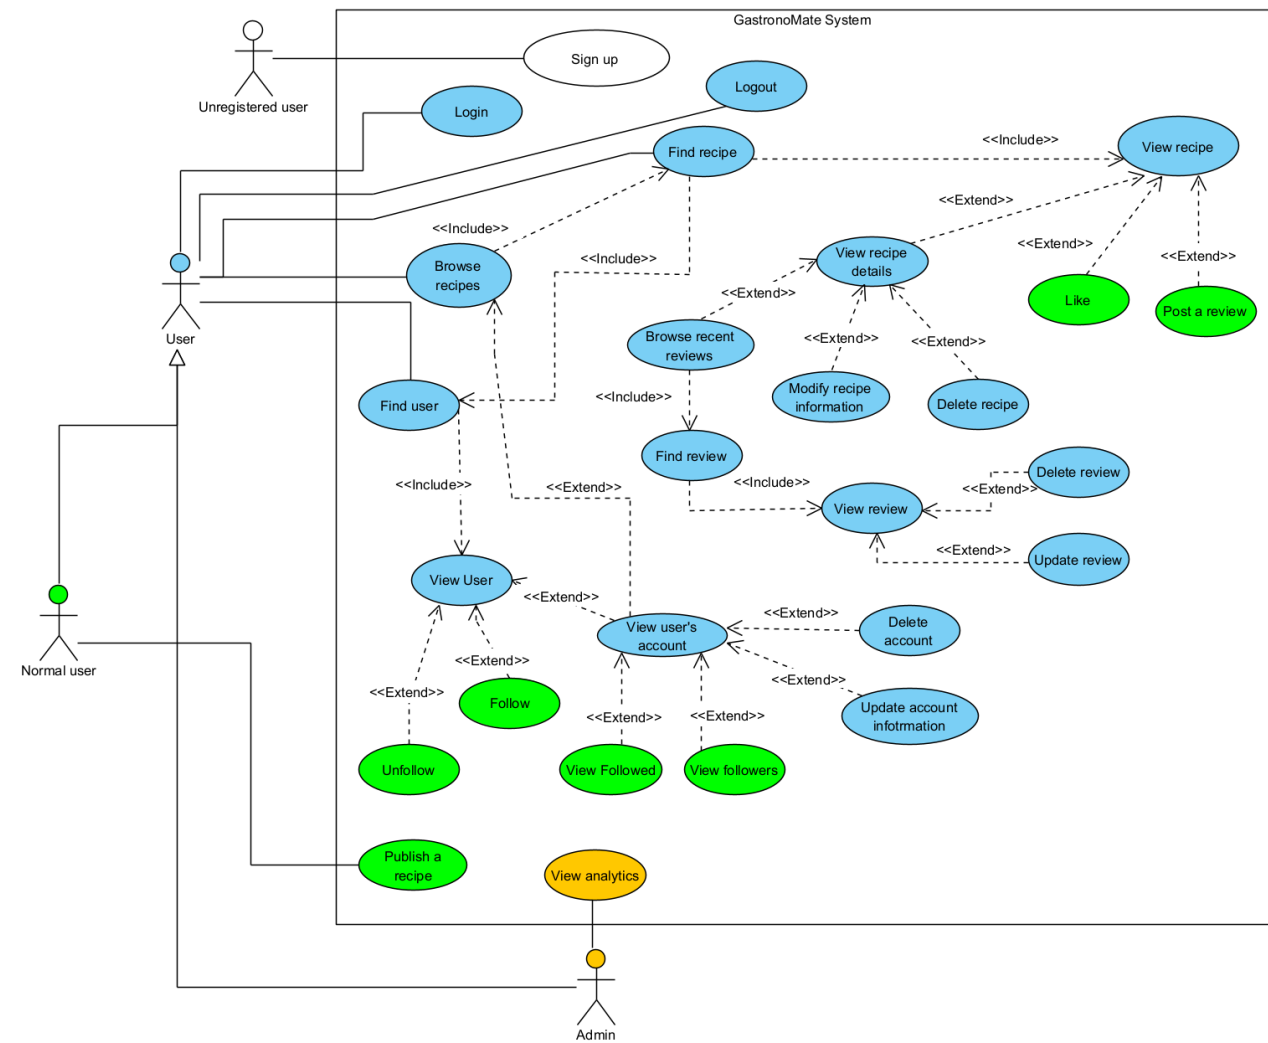 GastronoMate System
Sign up
Unregistered user
Logout
Login
<<Include>>
View recipe
Find recipe
<<Extend>>
<<Include>>
<<Extend>>
View recipe
details
<<Extend>>
<<Include>>
Browse
recipes
<<Extend>>
Like
Post a review
User
Browse recent
reviews
<<Extend>>
<<Extend>>
Modify recipe
information
<<Include>>
Find user
Delete recipe
Find review
Delete review
<<Include>>
<<Extend>>
<<Include>>
<<Extend>>
View review
<<Extend>>
Update review
View User
<<Extend>>
View user's
account
<<Extend>>
Delete
account
Normal user
<<Extend>>
<<Extend>>
<<Extend>>
Follow
Update account
infotrmation
<<Extend>>
<<Extend>>
Unfollow
View Followed
View followers
Publish a
recipe
View analytics
Admin